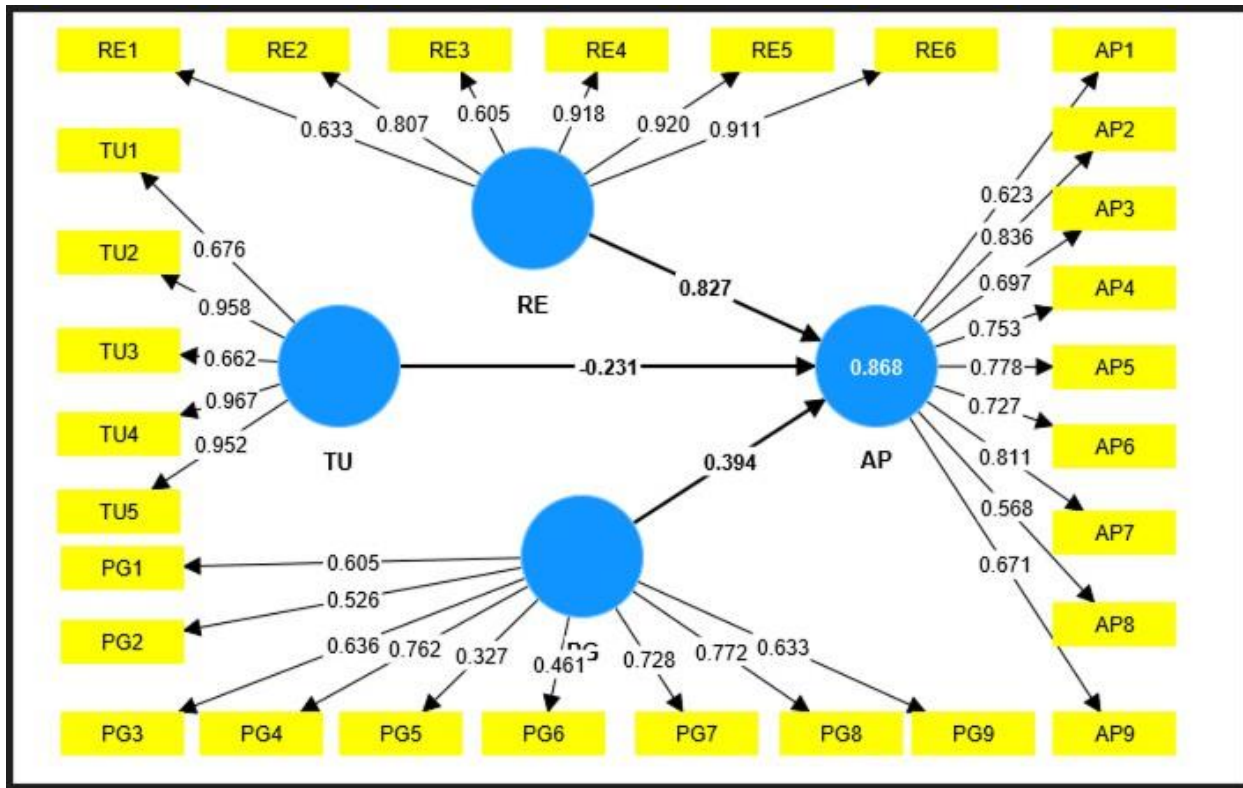 RE1 RE2 RE3 RE4 RE5 RE6 AP1
0.633 0.807 0.605 0.918 0.920 0.911
TU1
AP2
TU2
AP3
TU3
AP4
TU4
AP5
TU5
AP6
0.676
0.958
0.662
0.967
0.952
RE
TU
AP
0.868
0.827
-0.231
0.394
0.623
0.836
0.697
0.753
0.778
0.727
0.811
0.568
0.671
AP7
AP8
AP9
PG1
PG2
0.605
0.526
0.636 0.762 0.327 0.461 0.728 0.772 0.633
PG
PG3 PG4 PG5 PG6 PG7 PG8 PG9